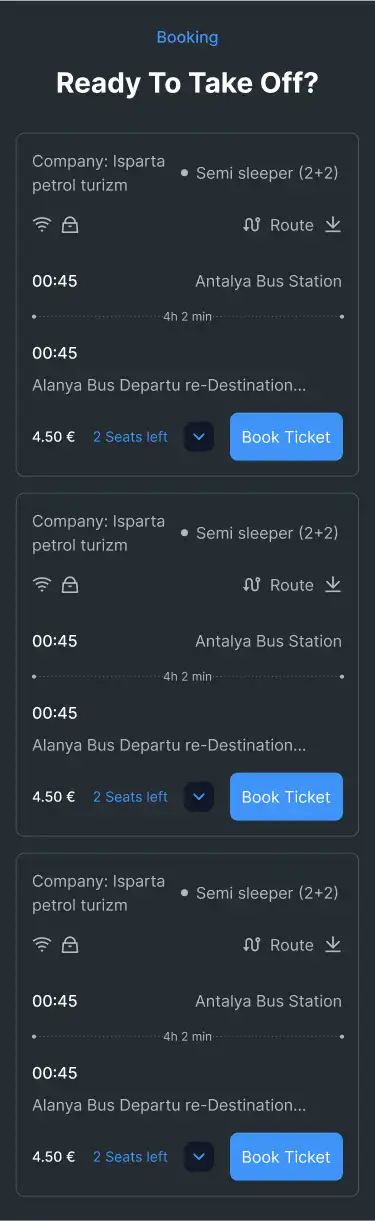 Booking
Ready To Take Off?
Company: Isparta petrol turizm
Semi sleeper (2+2)
Route
00:45
Antalya Bus Station
4h 2 min
00:45
Alanya Bus Departu re-Destination...
4.50 €
2 Seats left
Book Ticket
Company: Isparta petrol turizm
Semi sleeper (2+2)
Route
00:45
Antalya Bus Station
4h 2 min
00:45
Alanya Bus Departu re-Destination...
4.50 €
2 Seats left
Book Ticket
Company: Isparta petrol turizm
Semi sleeper (2+2)
Route
00:45
Antalya Bus Station
4h 2 min
00:45
Alanya Bus Departu re-Destination...
4.50 €
2 Seats left
Book Ticket